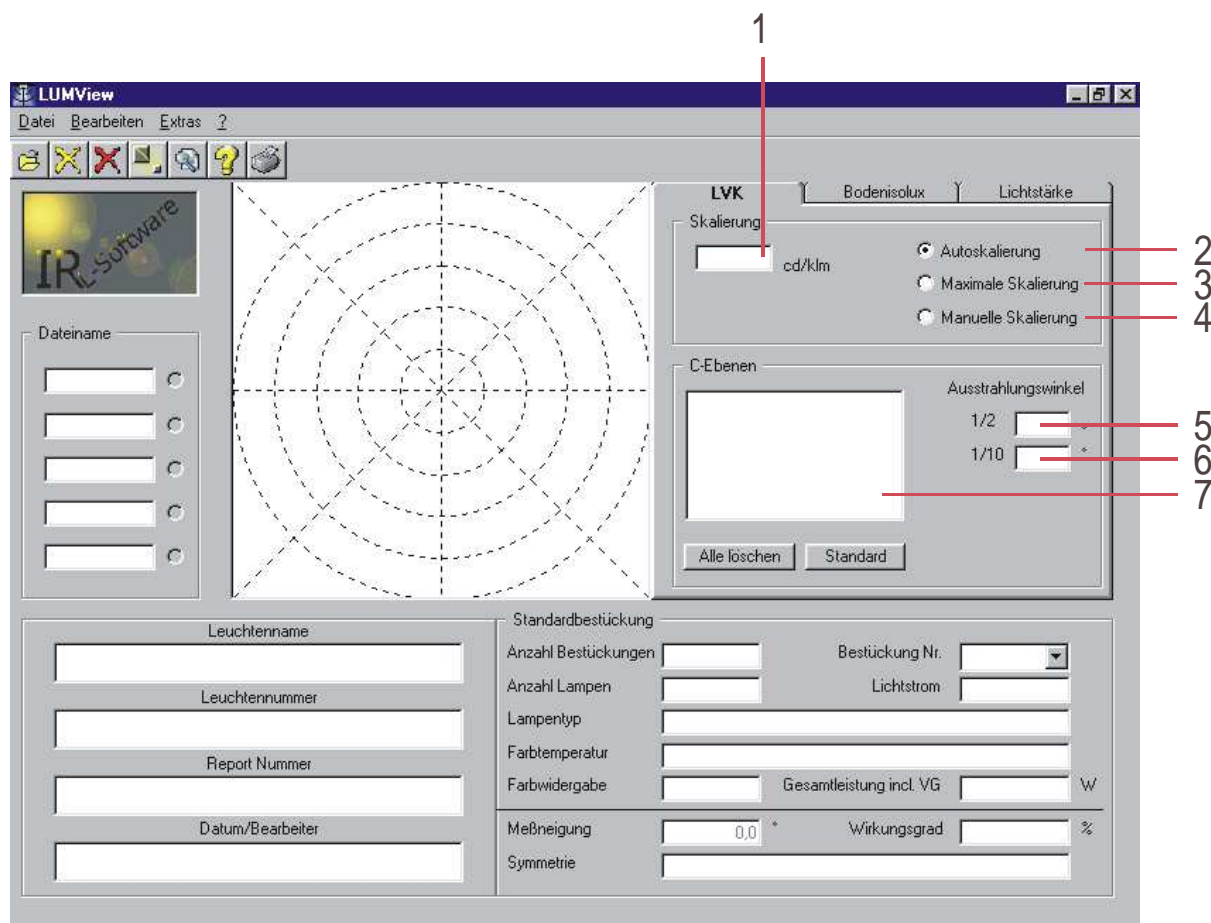 1
LUMView
Datei Bearbeiten Extras ?
IRL-Software
LVK Bodenisolux Lichtstärke
Skalierung
cd/klm
Autoskalierung 2
Maximale Skalierung 3
Manuelle Skalierung 4
Dateiname
C-Ebenen
Ausstrahlungswinkel
1/2 ° 5
1/10 ° 6
7
Alle löschen Standard
Leuchtenname
Leuchtennummer
Report Nummer
Datum/Bearbeiter
Standardbestückung
Anzahl Bestückungen Bestückung Nr.
Anzahl Lampen Lichtstrom
Lampentyp
Farbtemperatur
Farbwidergabe Gesamtleistung incl. VG W
Meßneigung 0,0 ° Wirkungsgrad %
Symmetrie